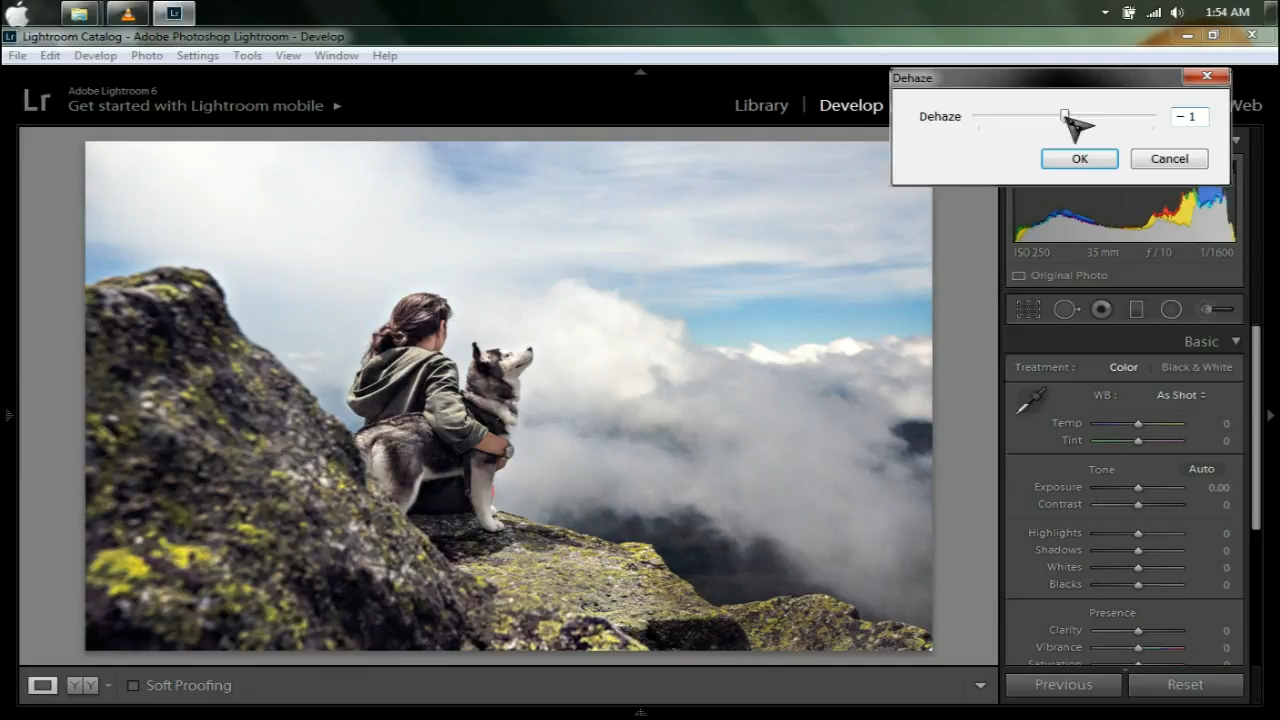 Lr
1:54 AM
Lr Lightroom Catalog - Adobe Photoshop Lightroom - Develop
File Edit Develop Photo Settings Tools View Window Help
Lr
Adobe Lightroom 6
Get started with Lightroom mobile
Library | Develop
Web
Dehaze
Dehaze − 1
OK Cancel
ISO 250 35 mm ƒ / 10 1/1600
Original Photo
Basic
Treatment : Color | Black & White
WB : As Shot
Temp 0
Tint 0
Tone Auto
Exposure 0.00
Contrast 0
Highlights 0
Shadows 0
Whites 0
Blacks 0
Presence
Clarity 0
Vibrance 0
Saturation
Y Y Soft Proofing
Previous Reset